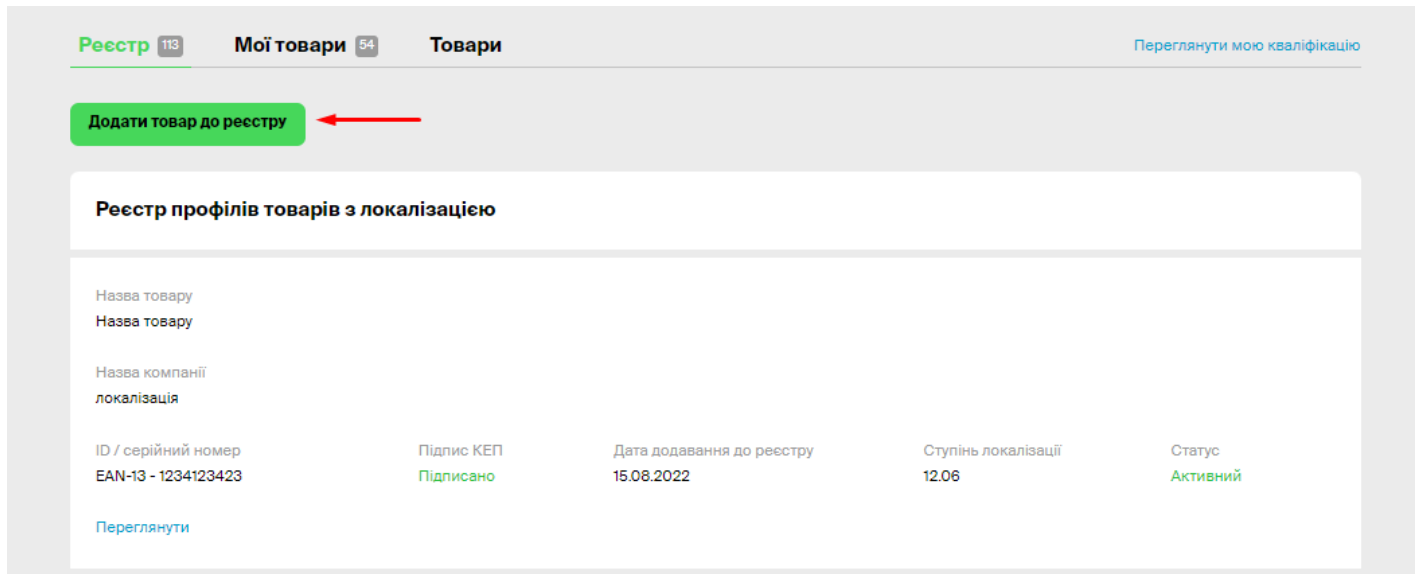 Реєстр 113 Мої товари 54 Товари Переглянути мою кваліфікацію
Додати товар до реєстру
Реєстр профілів товарів з локалізацією
Назва товару
Назва товару
Назва компанії
локалізація
ID / серійний номер Підпис КЕП Дата додавання до реєстру Ступінь локалізації Статус
EAN-13 - 1234123423 Підписано 15.08.2022 12.06 Активний
Переглянути